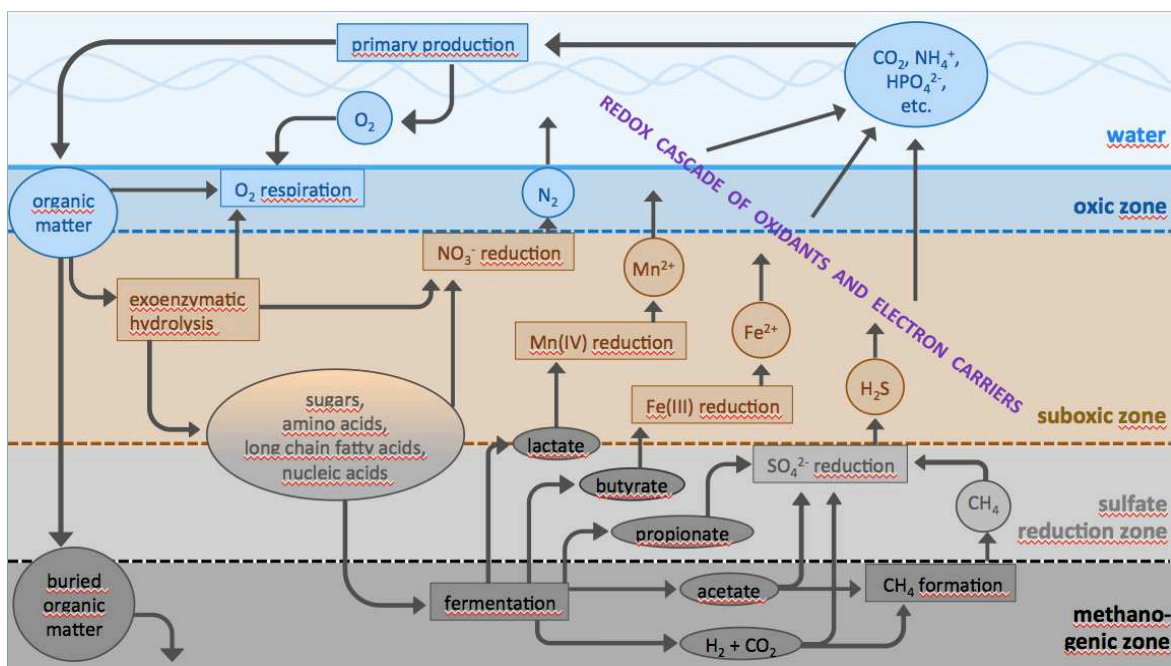 primary production
CO₂, NH₄⁺,
HPO₄²⁻,
etc.
O₂
REDOX CASCADE OF OXIDANTS AND ELECTRON CARRIERS
water
organic
matter
O₂ respiration
N₂
oxic zone
NO₃⁻ reduction
exoenzymatic
hydrolysis
Mn²⁺
Mn(IV) reduction
Fe²⁺
H₂S
sugars,
amino acids,
long chain fatty acids,
nucleic acids
Fe(III) reduction
suboxic zone
lactate
SO₄²⁻ reduction
butyrate
CH₄
sulfate
reduction zone
propionate
buried
organic
matter
fermentation
acetate
CH₄ formation
H₂ + CO₂
methano-
genic zone